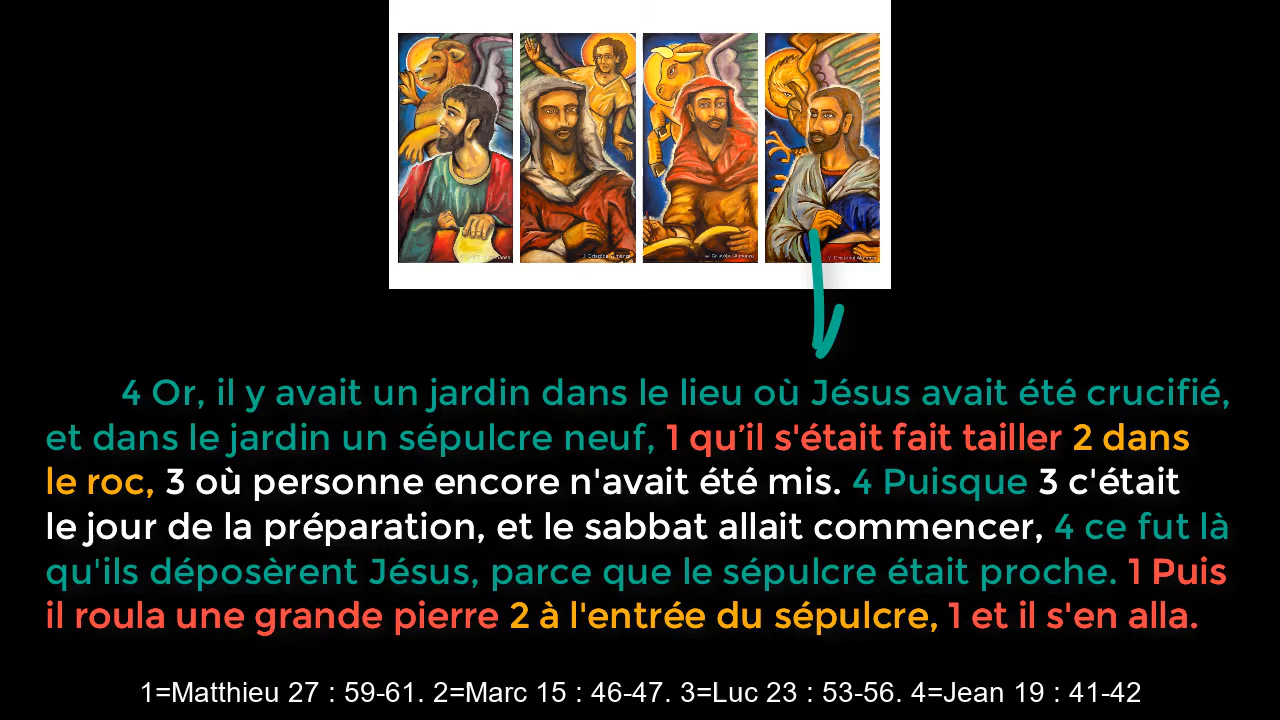 © Cristóbal Almanza
© Cristóbal Almanza
4 Or, il y avait un jardin dans le lieu où Jésus avait été crucifié,
et dans le jardin un sépulcre neuf, 1 qu’il s'était fait tailler 2 dans
le roc, 3 où personne encore n'avait été mis. 4 Puisque 3 c'était
le jour de la préparation, et le sabbat allait commencer, 4 ce fut là
qu'ils déposèrent Jésus, parce que le sépulcre était proche. 1 Puis
il roula une grande pierre 2 à l'entrée du sépulcre, 1 et il s'en alla.
1=Matthieu 27 : 59-61. 2=Marc 15 : 46-47. 3=Luc 23 : 53-56. 4=Jean 19 : 41-42